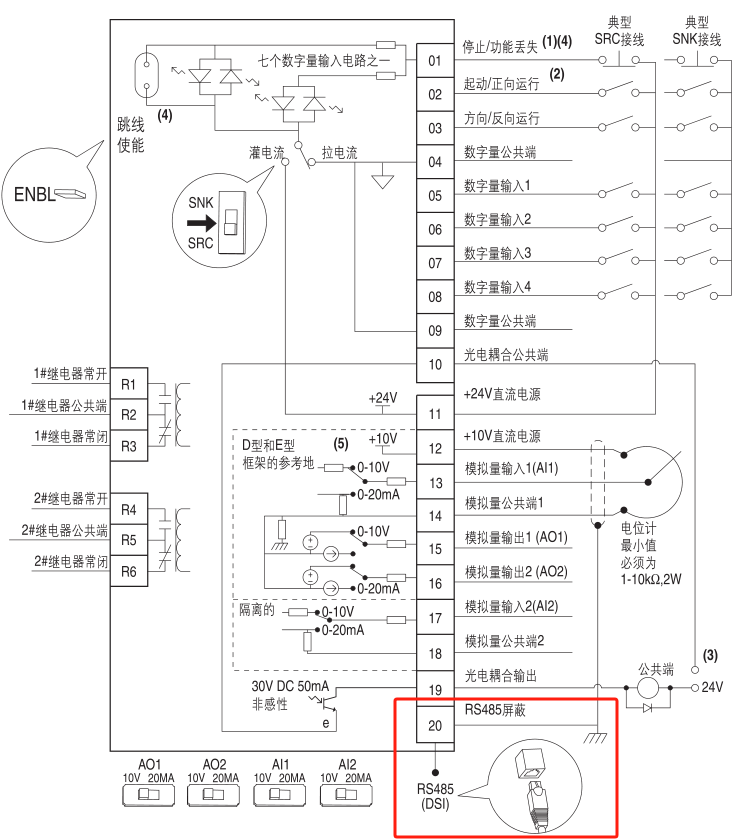 典型
SRC接线
典型
SNK接线
七个数字量输入电路之一
01
停止/功能丢失 (1)(4)
(2)
02
起动/正向运行
(4)
跳线
使能
03
方向/反向运行
灌电流
拉电流
04
数字量公共端
ENBL
SNK
SRC
05
数字量输入1
06
数字量输入2
07
数字量输入3
08
数字量输入4
09
数字量公共端
10
光电耦合公共端
1#继电器常开
R1
1#继电器公共端
R2
1#继电器常闭
R3
+24V
11
+24V直流电源
D型和E型
框架的参考地
(5)
+10V
12
+10V直流电源
0-10V
13
模拟量输入1(AI1)
0-20mA
14
模拟量公共端1
2#继电器常开
R4
2#继电器公共端
R5
2#继电器常闭
R6
0-10V
15
模拟量输出1 (AO1)
0-20mA
16
模拟量输出2 (AO2)
电位计
最小值
必须为
1-10kΩ,2W
隔离的
0-10V
17
模拟量输入2(AI2)
0-20mA
18
模拟量公共端2
30V DC 50mA
非感性
e
19
光电耦合输出
公共端
(3)
24V
20
RS485屏蔽
RS485
(DSI)
AO1
10V 20MA
AO2
10V 20MA
AI1
10V 20MA
AI2
10V 20MA